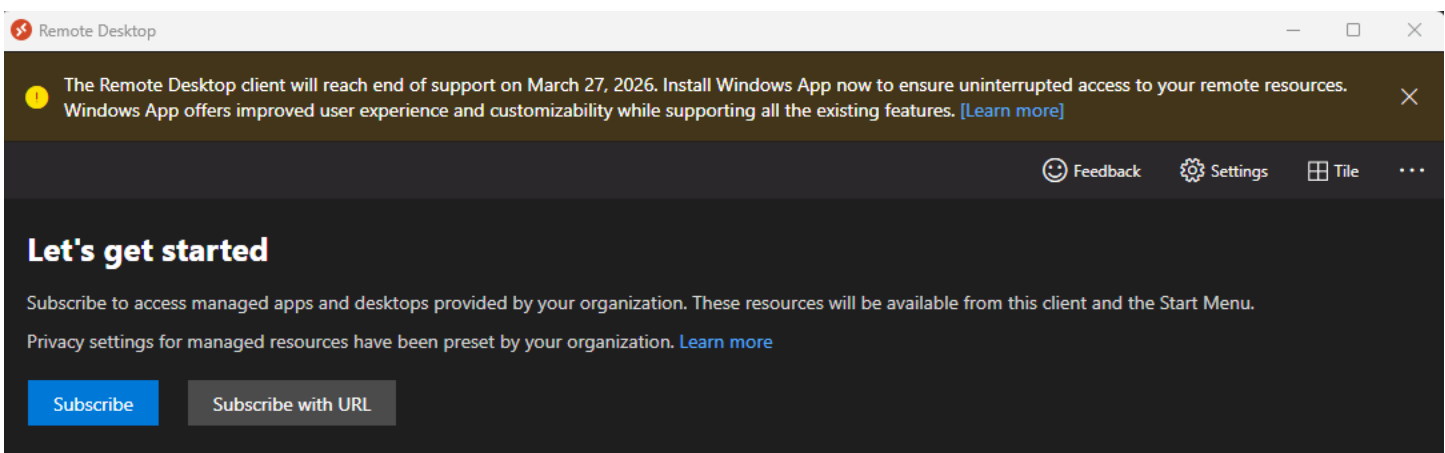 Remote Desktop
The Remote Desktop client will reach end of support on March 27, 2026. Install Windows App now to ensure uninterrupted access to your remote resources.
Windows App offers improved user experience and customizability while supporting all the existing features. [Learn more]
Feedback Settings Tile
Let's get started
Subscribe to access managed apps and desktops provided by your organization. These resources will be available from this client and the Start Menu.
Privacy settings for managed resources have been preset by your organization. Learn more
Subscribe Subscribe with URL